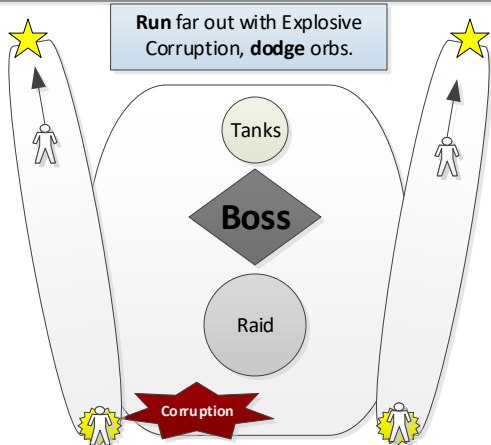 Run far out with Explosive
Corruption, dodge orbs.
Tanks
Boss
Raid
Corruption